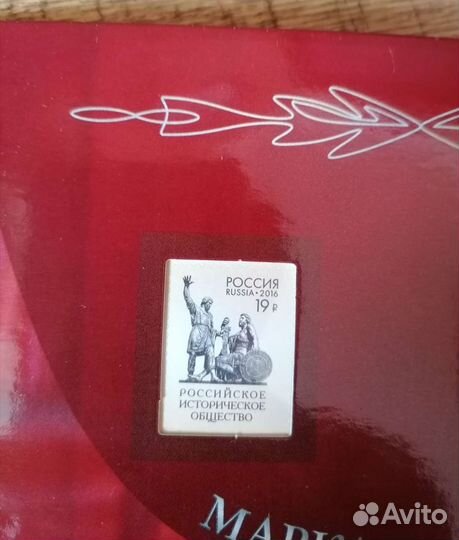 РОССИЯ
RUSSIA • 2016
19 ₽
РОССИЙСКОЕ
ИСТОРИЧЕСКОЕ
ОБЩЕСТВО
Avito